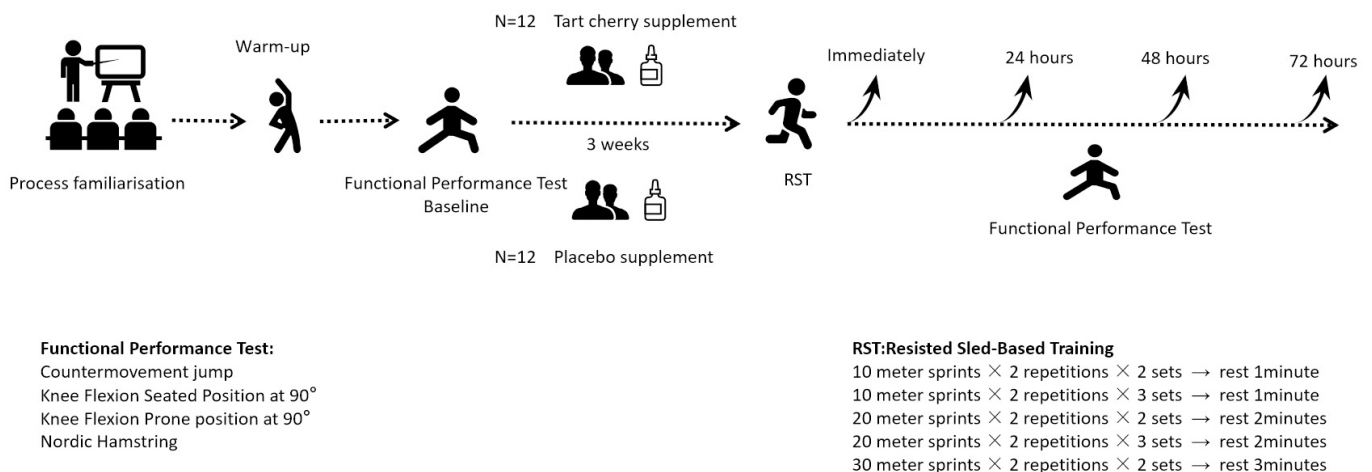 N=12 Tart cherry supplement
Warm-up
Immediately
24 hours
48 hours
72 hours
3 weeks
Process familiarisation
Functional Performance Test
Baseline
RST
Functional Performance Test
N=12 Placebo supplement
Functional Performance Test:
Countermovement jump
Knee Flexion Seated Position at 90°
Knee Flexion Prone position at 90°
Nordic Hamstring
RST:Resisted Sled-Based Training
10 meter sprints × 2 repetitions × 2 sets → rest 1minute
10 meter sprints × 2 repetitions × 3 sets → rest 1minute
20 meter sprints × 2 repetitions × 2 sets → rest 2minutes
20 meter sprints × 2 repetitions × 3 sets → rest 2minutes
30 meter sprints × 2 repetitions × 2 sets → rest 3minutes